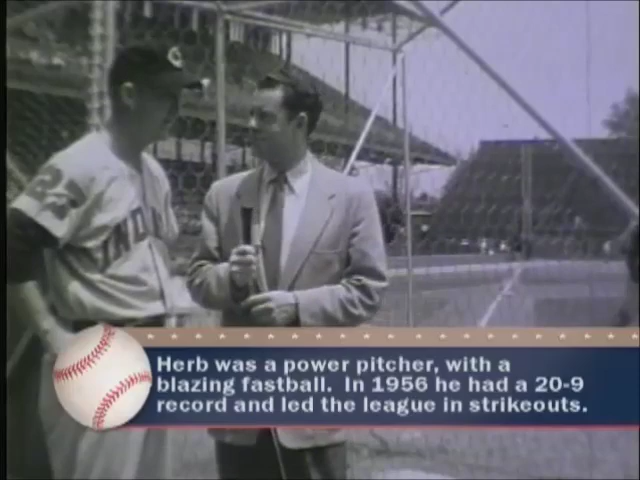 C
IND
Herb was a power pitcher, with a
blazing fastball. In 1956 he had a 20-9
record and led the league in strikeouts.